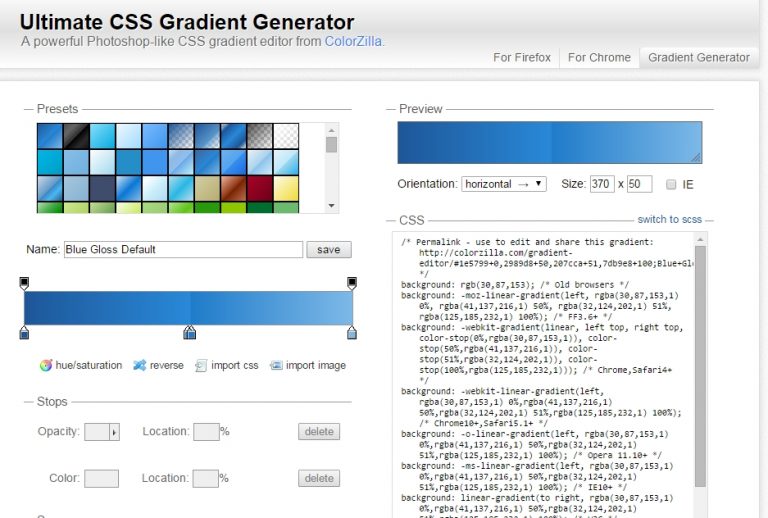 Ultimate CSS Gradient Generator
A powerful Photoshop-like CSS gradient editor from ColorZilla.
For Firefox
For Chrome
Gradient Generator
Presets
Name: Blue Gloss Default save
hue/saturation reverse import css import image
Stops
Opacity: Location: % delete
Color: Location: % delete
Preview
Orientation: horizontal → Size: 370 x 50 IE
CSS switch to scss
/* Permalink - use to edit and share this gradient:
http://colorzilla.com/gradient-
editor/#1e5799+0,2989d8+50,207cca+51,7db9e8+100;Blue+Glo
*/
background: rgb(30,87,153); /* Old browsers */
background: -moz-linear-gradient(left, rgba(30,87,153,1)
0%, rgba(41,137,216,1) 50%, rgba(32,124,202,1) 51%,
rgba(125,185,232,1) 100%); /* FF3.6+ */
background: -webkit-gradient(linear, left top, right top,
color-stop(0%,rgba(30,87,153,1)), color-
stop(50%,rgba(41,137,216,1)), color-
stop(51%,rgba(32,124,202,1)), color-
stop(100%,rgba(125,185,232,1))); /* Chrome,Safari4+
*/
background: -webkit-linear-gradient(left,
rgba(30,87,153,1) 0%,rgba(41,137,216,1)
50%,rgba(32,124,202,1) 51%,rgba(125,185,232,1) 100%);
/* Chrome10+,Safari5.1+ */
background: -o-linear-gradient(left, rgba(30,87,153,1)
0%,rgba(41,137,216,1) 50%,rgba(32,124,202,1)
51%,rgba(125,185,232,1) 100%); /* Opera 11.10+ */
background: -ms-linear-gradient(left, rgba(30,87,153,1)
0%,rgba(41,137,216,1) 50%,rgba(32,124,202,1)
51%,rgba(125,185,232,1) 100%); /* IE10+ */
background: linear-gradient(to right, rgba(30,87,153,1)
0%,rgba(41,137,216,1) 50%,rgba(32,124,202,1)